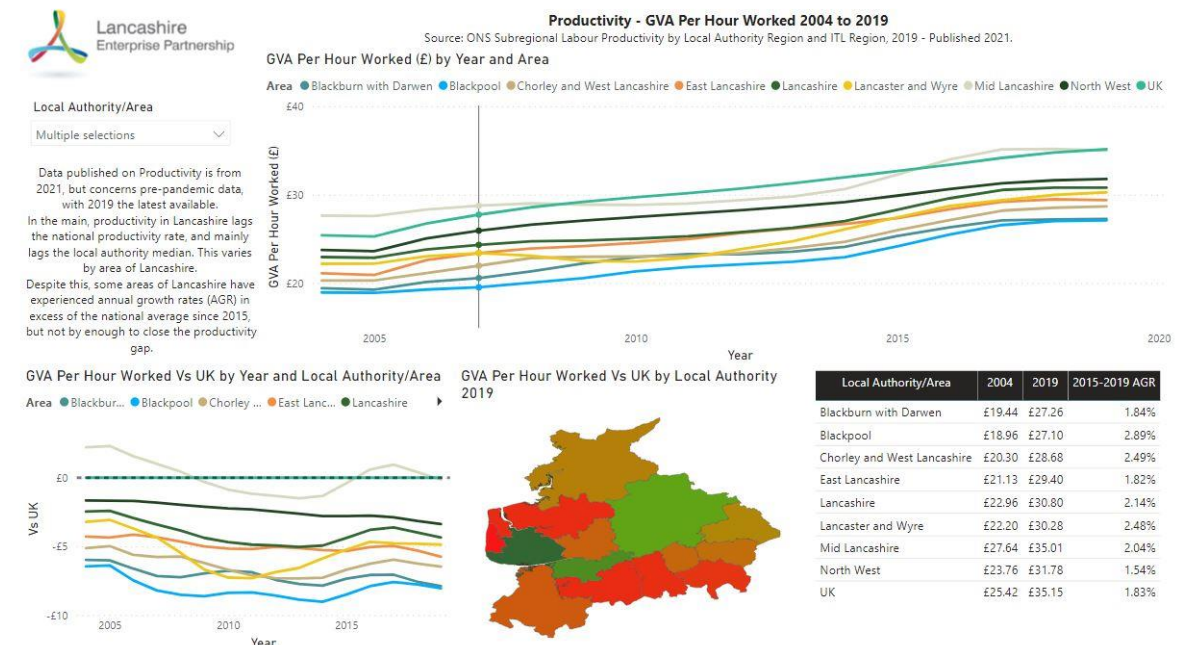 Lancashire
Enterprise Partnership
Productivity - GVA Per Hour Worked 2004 to 2019
Source: ONS Subregional Labour Productivity by Local Authority Region and ITL Region, 2019 - Published 2021.
Local Authority/Area
Multiple selections
Data published on Productivity is from
2021, but concerns pre-pandemic data,
with 2019 the latest available.
In the main, productivity in Lancashire lags
the national productivity rate, and mainly
lags the local authority median. This varies
by area of Lancashire.
Despite this, some areas of Lancashire have
experienced annual growth rates (AGR) in
excess of the national average since 2015,
but not by enough to close the productivity
gap.
GVA Per Hour Worked (£) by Year and Area
Area Blackburn with Darwen Blackpool Chorley and West Lancashire East Lancashire Lancashire Lancaster and Wyre Mid Lancashire North West UK
GVA Per Hour Worked (£)
£40
£30
£20
2005 2010 2015 2020
Year
GVA Per Hour Worked Vs UK by Year and Local Authority/Area
Area Blackbur... Blackpool Chorley ... East Lanc... Lancashire
Vs UK
£0
-£5
-£10
2005 2010 2015
Year
GVA Per Hour Worked Vs UK by Local Authority
2019
Local Authority/Area 2004 2019 2015-2019 AGR
Blackburn with Darwen £19.44 £27.26 1.84%
Blackpool £18.96 £27.10 2.89%
Chorley and West Lancashire £20.30 £28.68 2.49%
East Lancashire £21.13 £29.40 1.82%
Lancashire £22.96 £30.80 2.14%
Lancaster and Wyre £22.20 £30.28 2.48%
Mid Lancashire £27.64 £35.01 2.04%
North West £23.76 £31.78 1.54%
UK £25.42 £35.15 1.83%